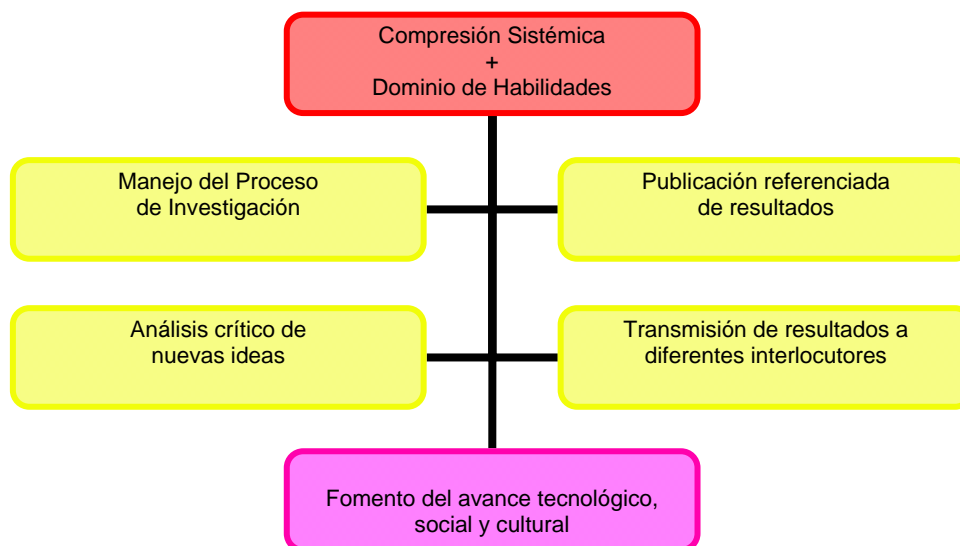 Compresión Sistémica
+
Dominio de Habilidades
Manejo del Proceso
de Investigación
Publicación referenciada
de resultados
Análisis crítico de
nuevas ideas
Transmisión de resultados a
diferentes interlocutores
Fomento del avance tecnológico,
social y cultural